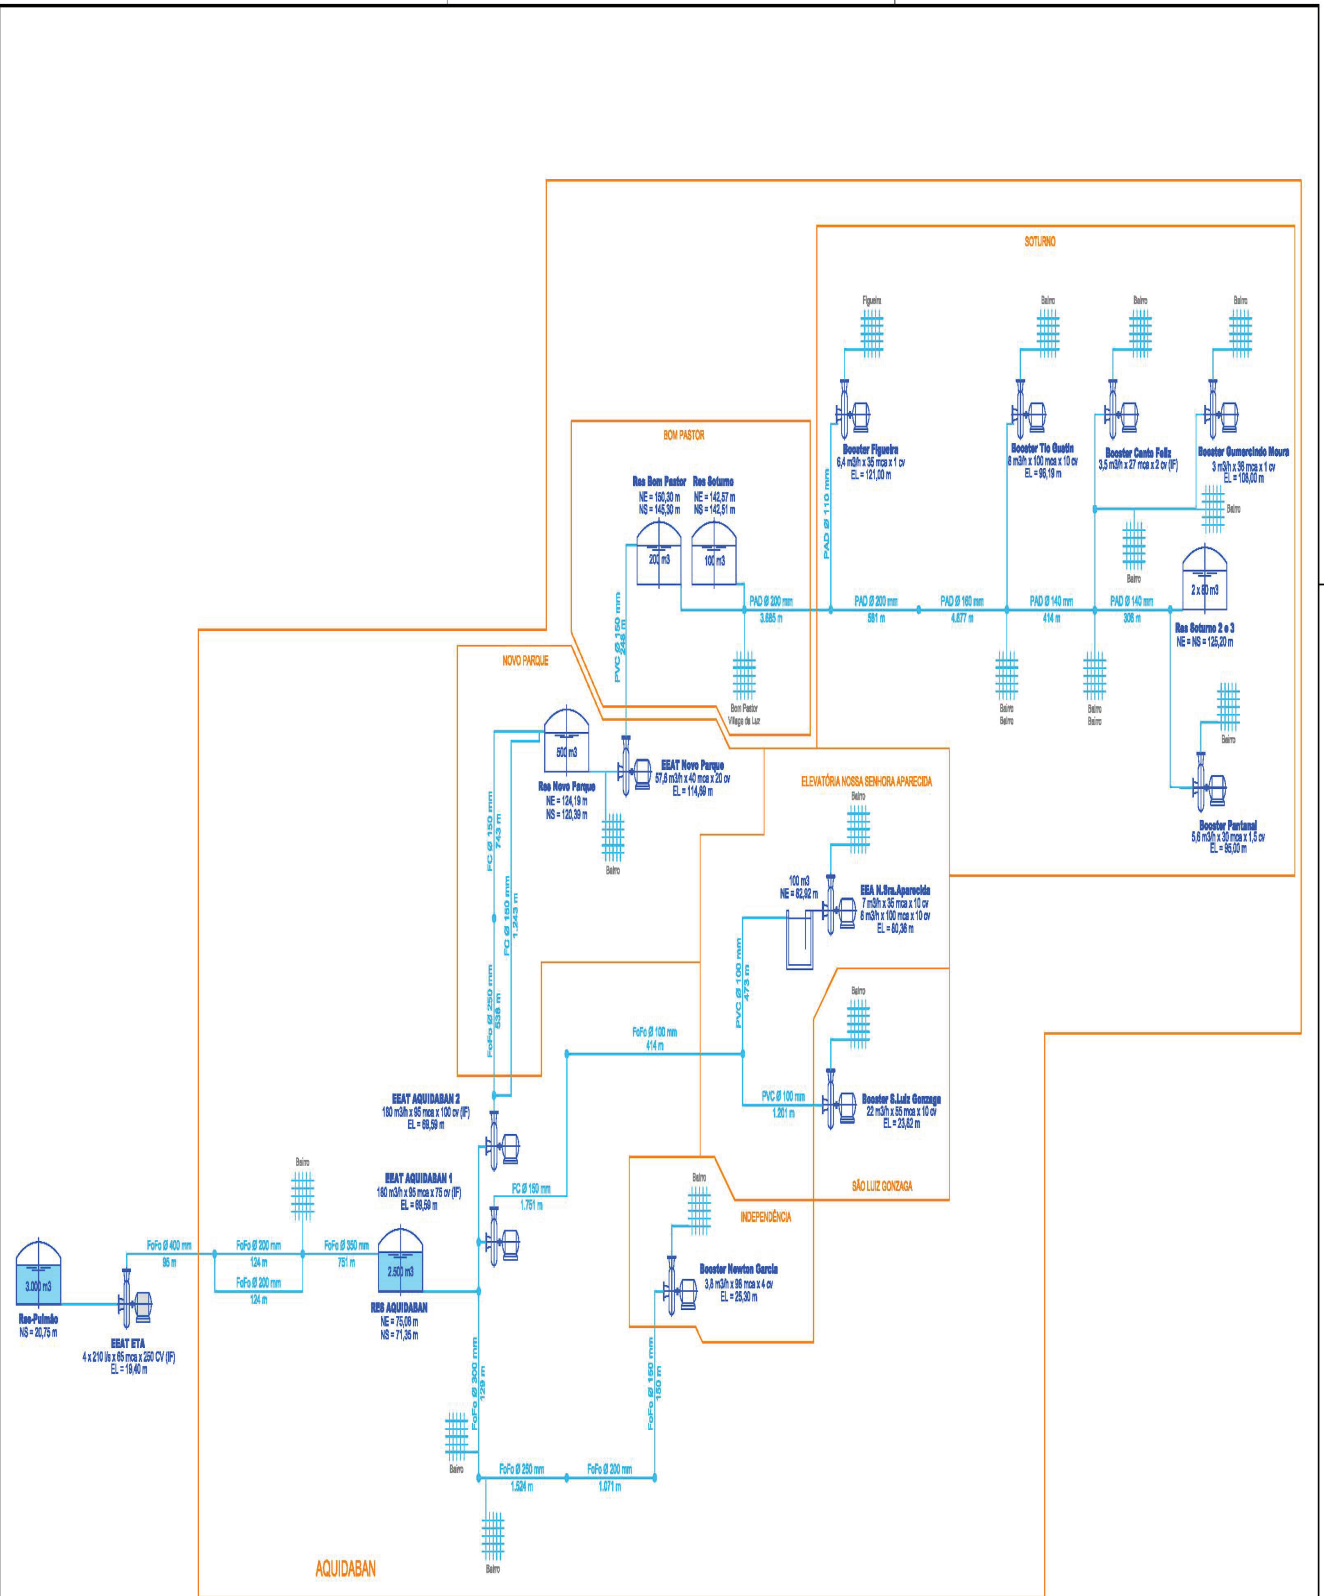 SOTURNO
Figueira
Bairro
Bairro
Bairro
Booster Figueira
6,4 m3/h x 35 mca x 1 cv
EL = 121,00 m
Booster Tic Gustin
8 m3/h x 100 mca x 10 cv
EL = 96,19 m
Booster Canto Feliz
3,5 m3/h x 27 mca x 2 cv (IF)
Booster Gumercindo Moura
3 m3/h x 36 mca x 1 cv
EL = 108,00 m
BOM PASTOR
Res Bom Pastor
NE = 150,30 m
NS = 145,30 m
Res Soturno
NE = 142,57 m
NS = 142,51 m
200 m3
100 m3
PAD Ø 110 mm
Bairro
Bairro
2 x 80 m3
Res Soturno 2 e 3
NE = NS = 125,20 m
PAD Ø 200 mm
3.885 m
PAD Ø 200 mm
581 m
PAD Ø 160 mm
4.877 m
PAD Ø 140 mm
414 m
PAD Ø 140 mm
308 m
PVC Ø 150 mm
248 m
Bom Pastor
Village da Luz
Bairro
Bairro
Bairro
Bairro
Bairro
NOVO PARQUE
500 m3
Res Novo Parque
NE = 124,19 m
NS = 120,39 m
EEAT Novo Parque
57,6 m3/h x 40 mca x 20 cv
EL = 114,89 m
Bairro
ELEVATÓRIA NOSSA SENHORA APARECIDA
Bairro
Booster Pantanal
5,6 m3/h x 30 mca x 1,5 cv
EL = 95,00 m
FC Ø 150 mm
743 m
FC Ø 150 mm
1.243 m
FoFo Ø 250 mm
538 m
100 m3
NE = 82,92 m
EEA N.Sra.Aparecida
7 m3/h x 35 mca x 10 cv
8 m3/h x 100 mca x 10 cv
EL = 80,36 m
PVC Ø 100 mm
473 m
Bairro
FoFo Ø 100 mm
414 m
PVC Ø 100 mm
1.201 m
Booster S.Luiz Gonzaga
22 m3/h x 55 mca x 10 cv
EL = 23,82 m
EEAT AQUIDABAN 2
180 m3/h x 95 mca x 100 cv (IF)
EL = 69,59 m
EEAT AQUIDABAN 1
180 m3/h x 95 mca x 75 cv (IF)
EL = 69,59 m
FC Ø 150 mm
1.751 m
SÃO LUIZ GONZAGA
INDEPENDÊNCIA
Bairro
Booster Newton Garcia
3,8 m3/h x 98 mca x 4 cv
EL = 25,30 m
Bairro
FoFo Ø 400 mm
95 m
FoFo Ø 200 mm
124 m
FoFo Ø 200 mm
124 m
FoFo Ø 350 mm
751 m
3.000 m3
Res-Pulmão
NS = 20,75 m
EEAT ETA
4 x 210 l/s x 65 mca x 250 CV (IF)
EL = 19,40 m
2.500 m3
RES AQUIDABAN
NE = 75,08 m
NS = 71,35 m
FoFo Ø 300 mm
129 m
FoFo Ø 150 mm
150 m
Bairro
FoFo Ø 250 mm
1.524 m
FoFo Ø 200 mm
1.071 m
Bairro
AQUIDABAN